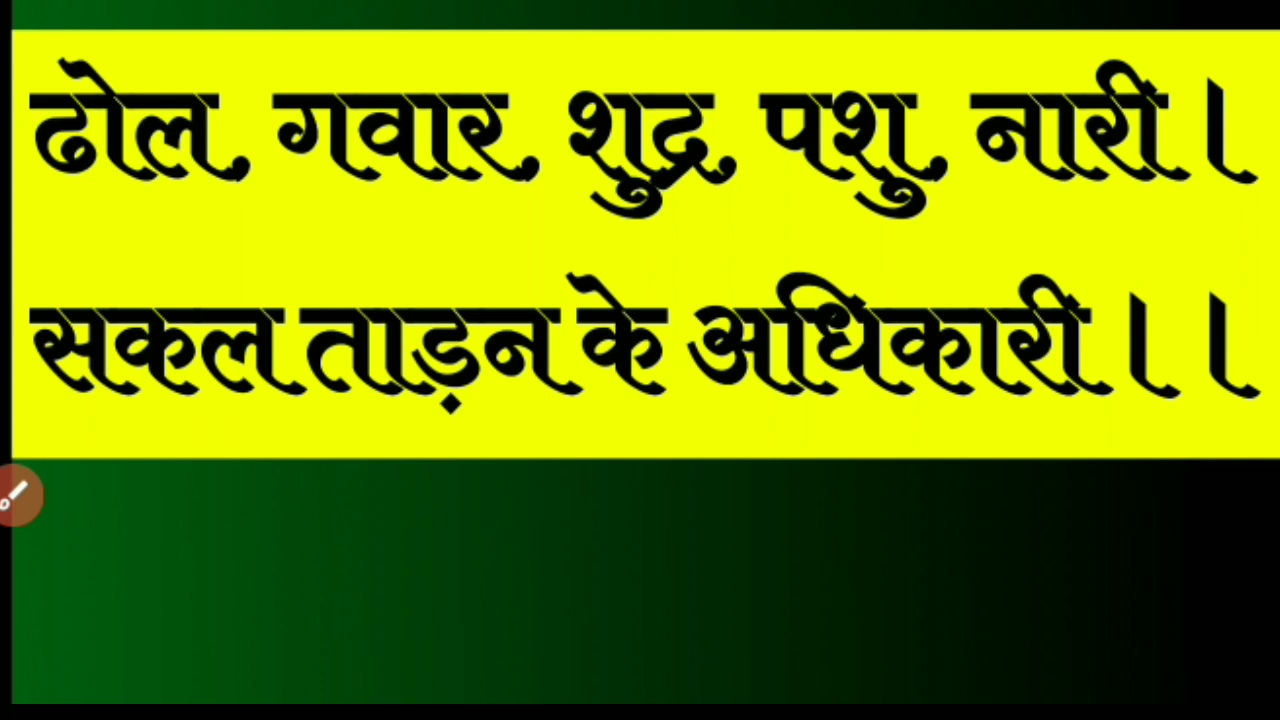 ढोल, गवार, शुद्र, पशु, नारी ।
सकल ताड़न के अधिकारी । ।